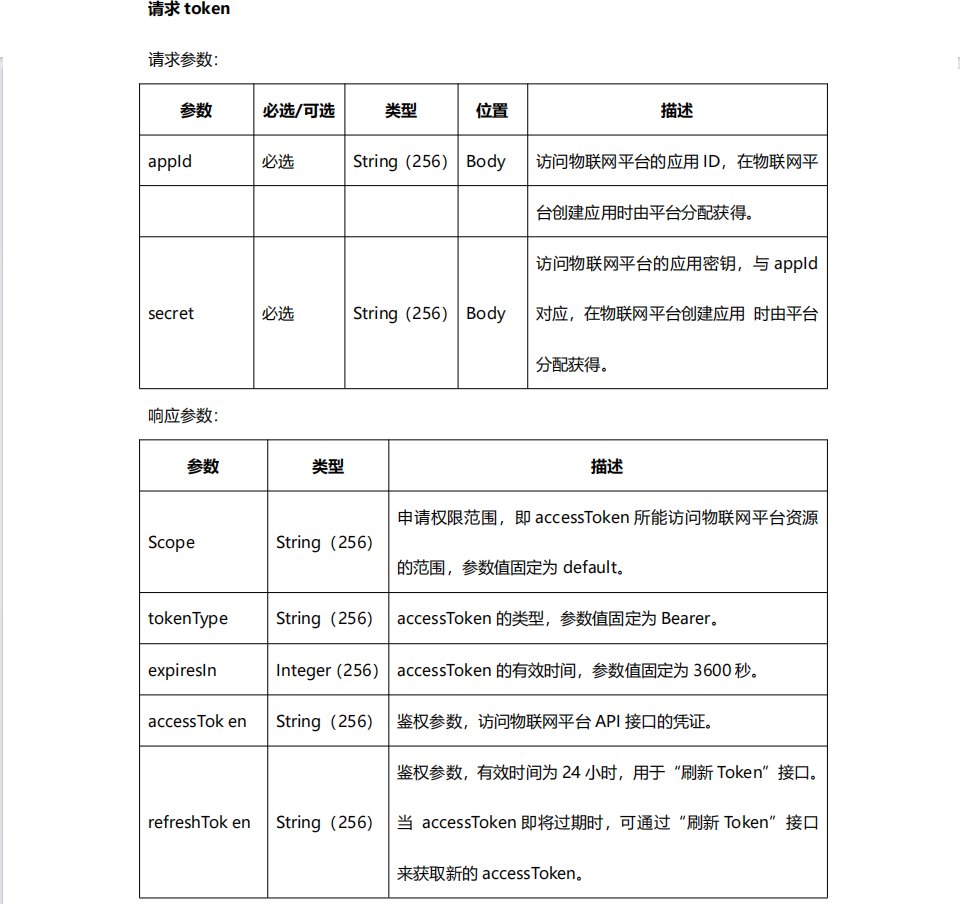 请求 token
请求参数：
参数 必选/可选 类型 位置 描述
appId 必选 String（256） Body 访问物联网平台的应用 ID，在物联网平
台创建应用时由平台分配获得。
访问物联网平台的应用密钥，与 appId
secret 必选 String（256） Body 对应，在物联网平台创建应用 时由平台
分配获得。
响应参数：
参数 类型 描述
申请权限范围，即 accessToken 所能访问物联网平台资源
Scope String（256）
的范围，参数值固定为 default。
tokenType String（256） accessToken 的类型，参数值固定为 Bearer。
expiresIn Integer（256） accessToken 的有效时间，参数值固定为 3600 秒。
accessTok en String（256） 鉴权参数，访问物联网平台 API 接口的凭证。
鉴权参数，有效时间为 24 小时，用于“刷新 Token”接口。
refreshTok en String（256） 当 accessToken 即将过期时，可通过“刷新 Token”接口
来获取新的 accessToken。